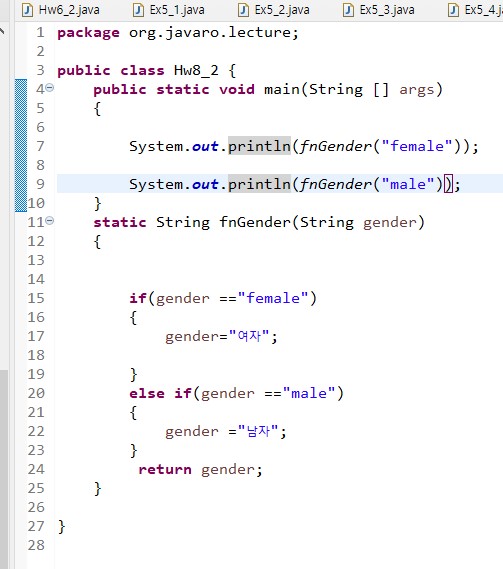 Hw6_2.java Ex5_1.java Ex5_2.java Ex5_3.java Ex5_4.j
1 package org.javaro.lecture;
2
3 public class Hw8_2 {
4 public static void main(String [] args)
5 {
6
7 System.out.println(fnGender("female"));
8
9 System.out.println(fnGender("male"));
10 }
11 static String fnGender(String gender)
12 {
13
14
15 if(gender =="female")
16 {
17 gender="여자";
18
19 }
20 else if(gender =="male")
21 {
22 gender ="남자";
23 }
24 return gender;
25 }
26
27 }
28